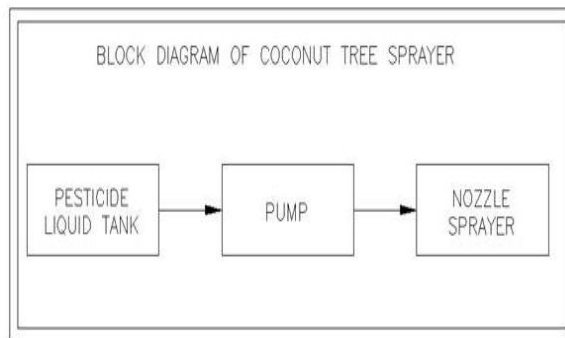 BLOCK DIAGRAM OF COCONUT TREE SPRAYER
PESTICIDE
LIQUID TANK
PUMP
NOZZLE
SPRAYER